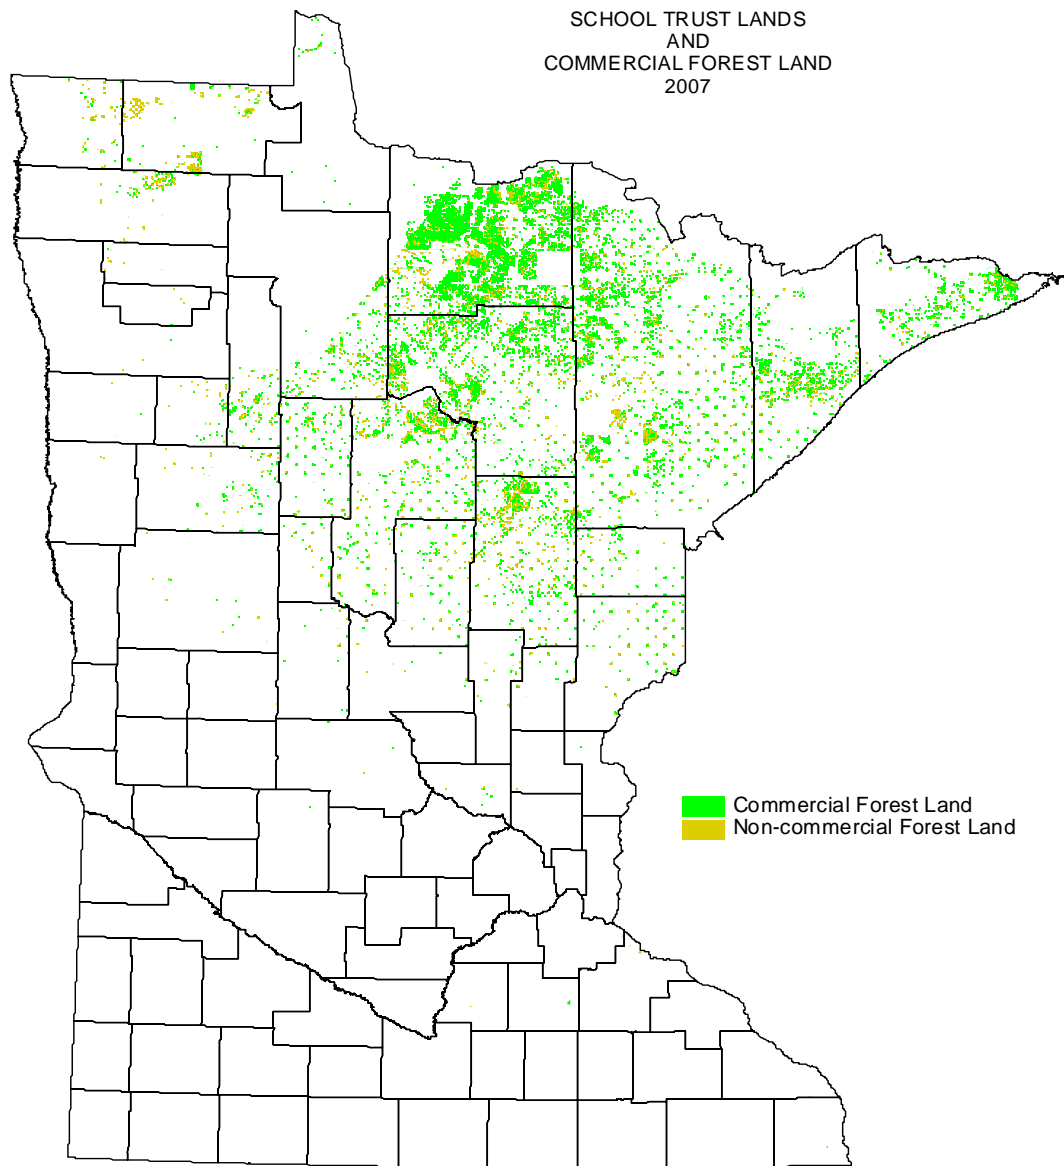 SCHOOL TRUST LANDS
AND
COMMERCIAL FOREST LAND
2007
Commercial Forest Land
Non-commercial Forest Land